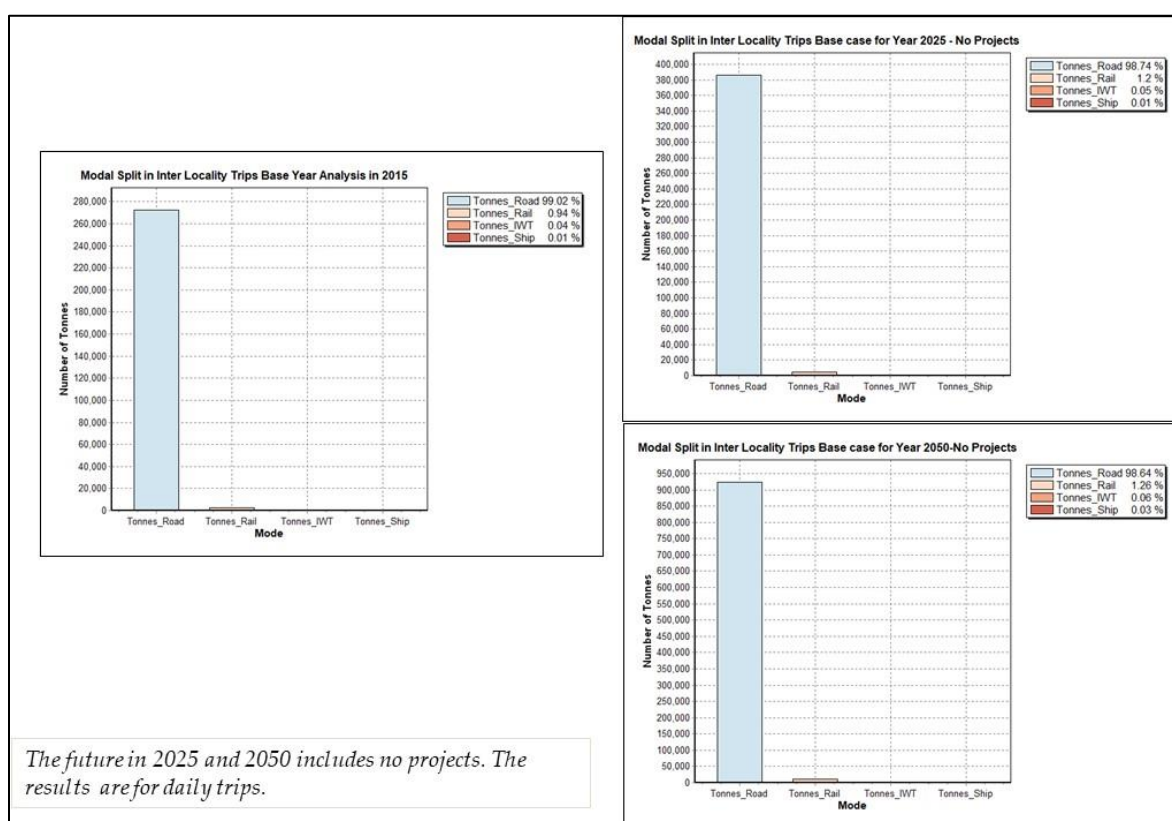 Modal Split in Inter Locality Trips Base Year Analysis in 2015
Tonnes_Road 99.02 %
Tonnes_Rail 0.94 %
Tonnes_IWT 0.04 %
Tonnes_Ship 0.01 %
Number of Tonnes
280,000
260,000
240,000
220,000
200,000
180,000
160,000
140,000
120,000
100,000
80,000
60,000
40,000
20,000
0
Tonnes_Road Tonnes_Rail Tonnes_IWT Tonnes_Ship
Mode
The future in 2025 and 2050 includes no projects. The
results are for daily trips.
Modal Split in Inter Locality Trips Base case for Year 2025 - No Projects
Tonnes_Road 98.74 %
Tonnes_Rail 1.2 %
Tonnes_IWT 0.05 %
Tonnes_Ship 0.01 %
Number of Tonnes
400,000
380,000
360,000
340,000
320,000
300,000
280,000
260,000
240,000
220,000
200,000
180,000
160,000
140,000
120,000
100,000
80,000
60,000
40,000
20,000
0
Tonnes_Road Tonnes_Rail Tonnes_IWT Tonnes_Ship
Mode
Modal Split in Inter Locality Trips Base case for Year 2050-No Projects
Tonnes_Road 98.64 %
Tonnes_Rail 1.26 %
Tonnes_IWT 0.06 %
Tonnes_Ship 0.03 %
Number of Tonnes
950,000
900,000
850,000
800,000
750,000
700,000
650,000
600,000
550,000
500,000
450,000
400,000
350,000
300,000
250,000
200,000
150,000
100,000
50,000
0
Tonnes_Road Tonnes_Rail Tonnes_IWT Tonnes_Ship
Mode